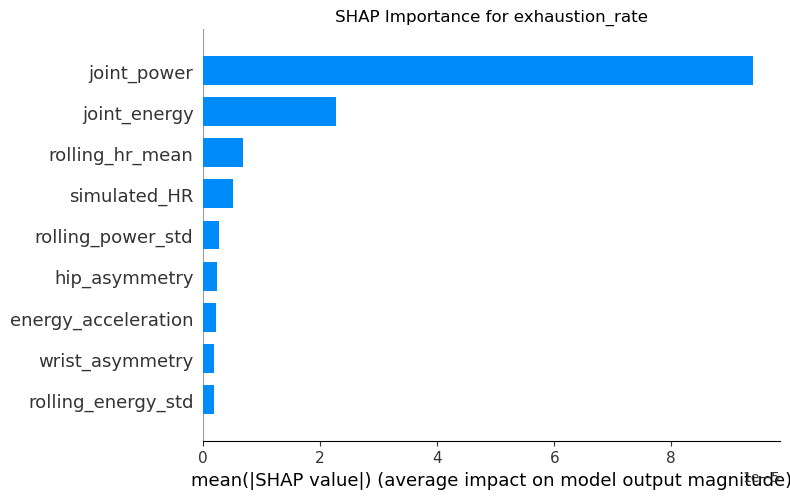 SHAP Importance for exhaustion_rate
joint_power
joint_energy
rolling_hr_mean
simulated_HR
rolling_power_std
hip_asymmetry
energy_acceleration
wrist_asymmetry
rolling_energy_std
0 2 4 6 8
1e−5
mean(|SHAP value|) (average impact on model output magnitude)